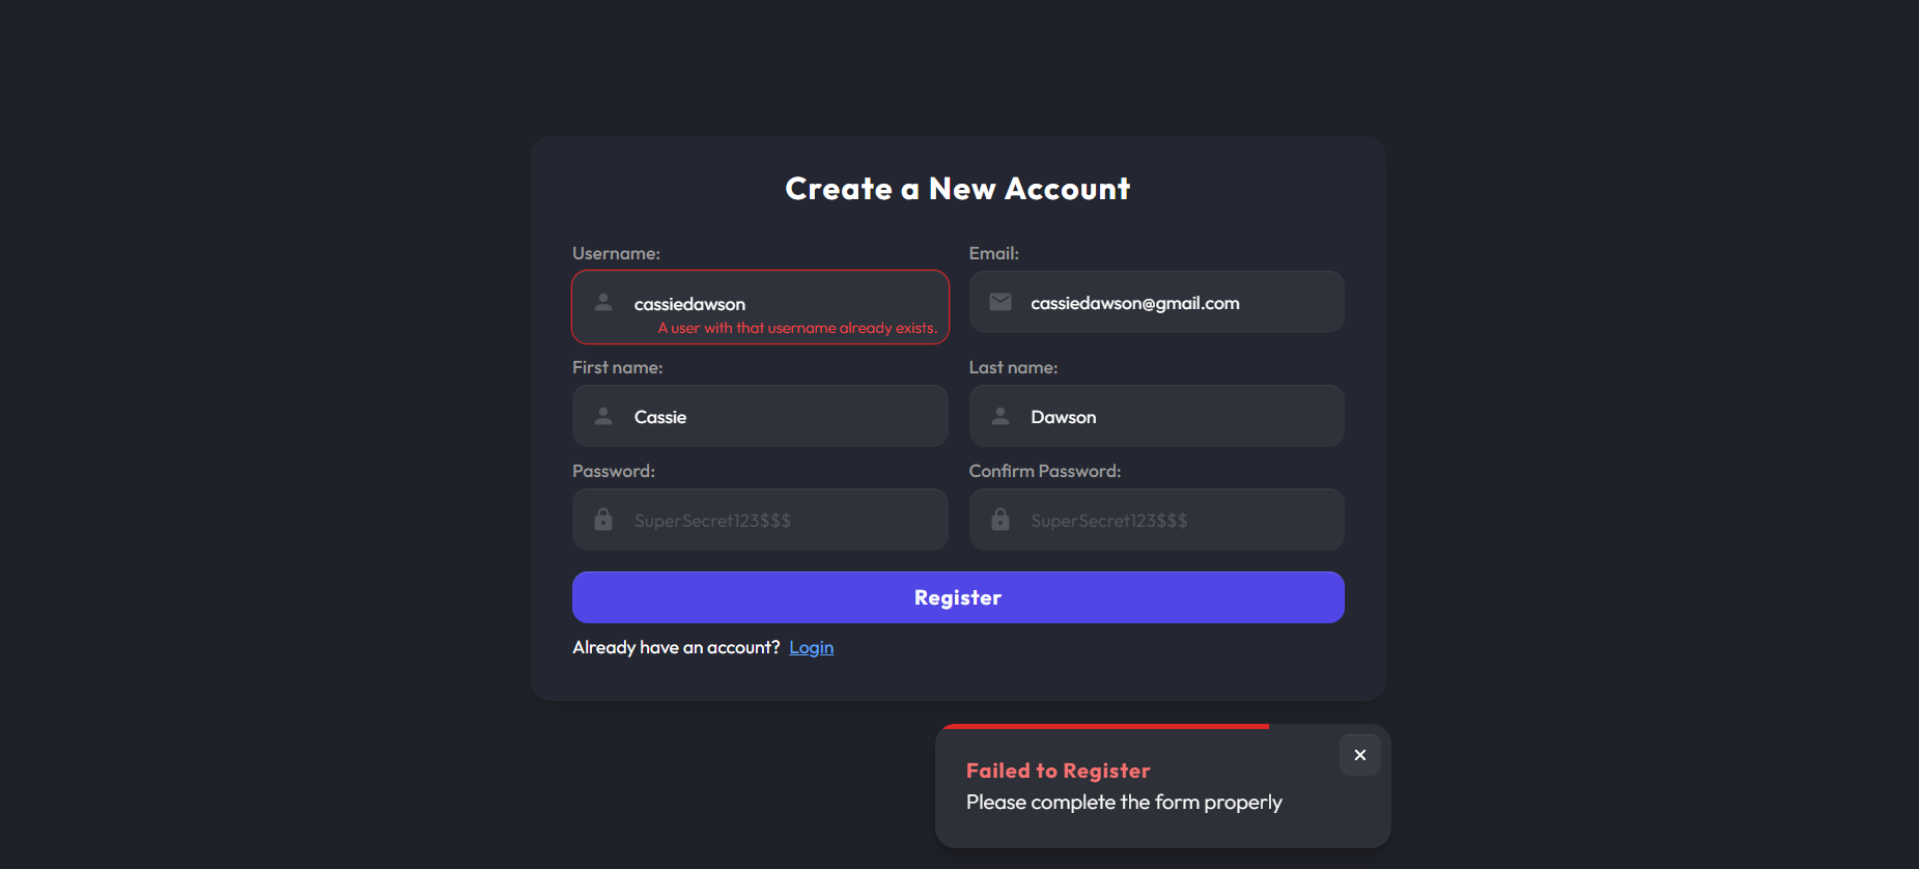 Create a New Account
Username:
Email:
cassiedawson
cassiedawson@gmail.com
A user with that username already exists.
First name:
Last name:
Cassie
Dawson
Password:
Confirm Password:
SuperSecret123$$$
SuperSecret123$$$
Register
Already have an account? Login
Failed to Register
Please complete the form properly